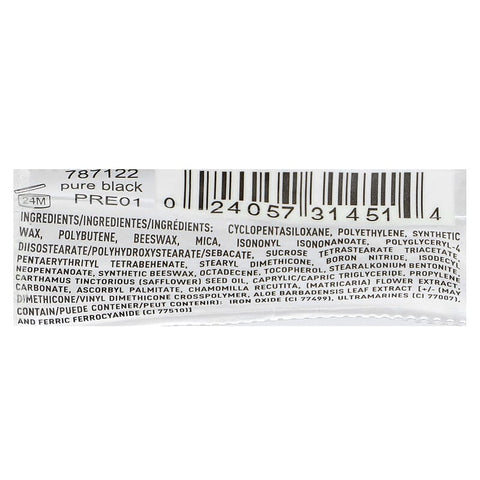 787122
pure black
24M
PRE01
0 24057 31451 4
INGREDIENTS/INGREDIENTES/INGRÉDIENTS: CYCLOPENTASILOXANE, POLYETHYLENE, SYNTHETIC
WAX, POLYBUTENE, BEESWAX, MICA, ISONONYL ISONONANOATE, POLYGLYCERYL-4
DIISOSTEARATE/POLYHYDROXYSTEARATE/SEBACATE, SUCROSE TETRASTEARATE TRIACETATE,
PENTAERYTHRITYL TETRABEHENATE, STEARYL DIMETHICONE, BORON NITRIDE, ISODECYL
NEOPENTANOATE, SYNTHETIC BEESWAX, OCTADECENE, TOCOPHEROL, STEARALKONIUM BENTONITE,
CARTHAMUS TINCTORIOUS (SAFFLOWER) SEED OIL, CAPRYLIC/CAPRIC TRIGLYCERIDE, PROPYLENE
CARBONATE, ASCORBYL PALMITATE, CHAMOMILLA RECUTITA, (MATRICARIA) FLOWER EXTRACT,
DIMETHICONE/VINYL DIMETHICONE CROSSPOLYMER, ALOE BARBADENSIS LEAF EXTRACT [+/- (MAY
CONTAIN/PUEDE CONTENER/PEUT CONTENIR): IRON OXIDE (CI 77499), ULTRAMARINES (CI 77007),
AND FERRIC FERROCYANIDE (CI 77510)]